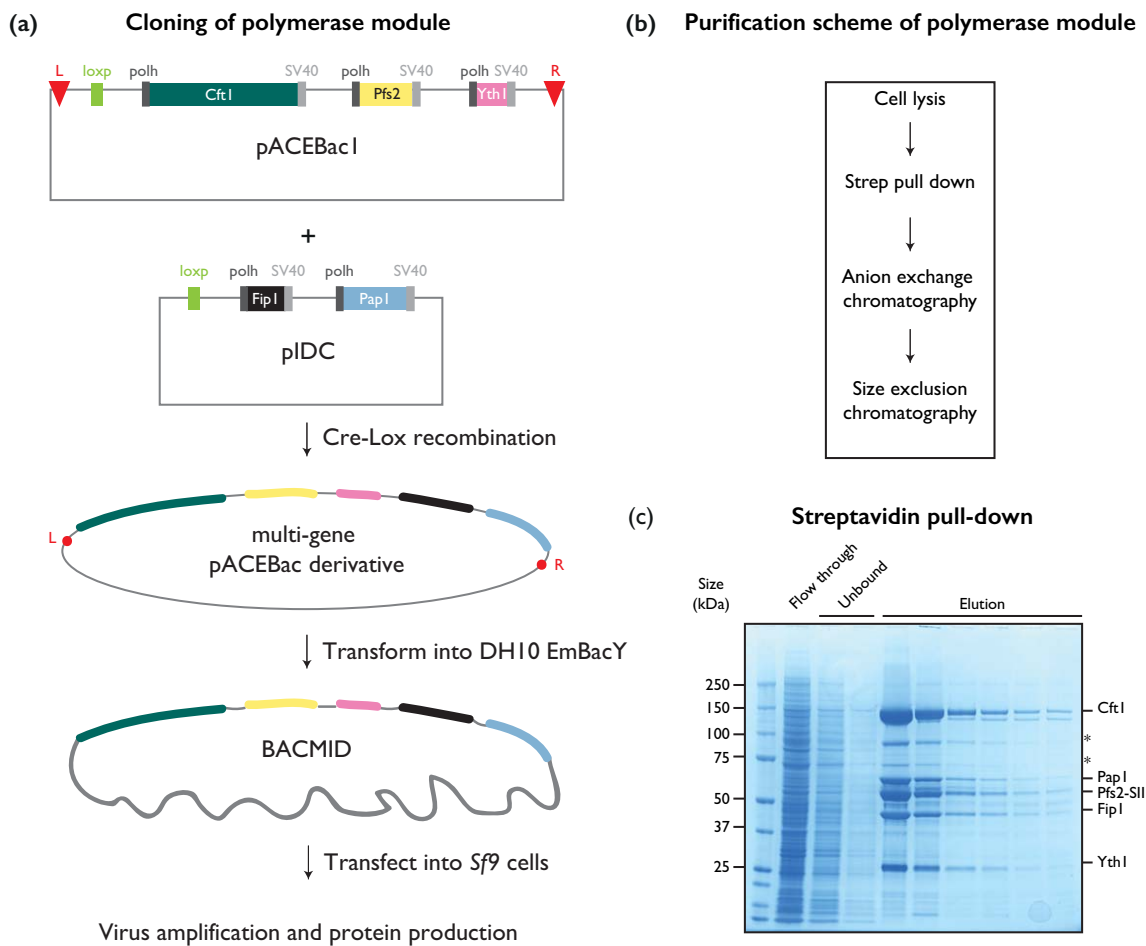 (a) Cloning of polymerase module
L
loxp
polh
SV40
polh
SV40
polh
SV40
R
Cft1
Pfs2
Yth1
pACEBac1
+
loxp
polh
SV40
polh
SV40
Fip1
Pap1
pIDC
Cre-Lox recombination
L
multi-gene
pACEBac derivative
R
Transform into DH10 EmBacY
BACMID
Transfect into Sf9 cells
Virus amplification and protein production
(b) Purification scheme of polymerase module
Cell lysis
Strep pull down
Anion exchange
chromatography
Size exclusion
chromatography
(c) Streptavidin pull-down
Size
(kDa)
Flow through
Unbound
Elution
250
150
100
75
50
37
25
Cft1
*
*
Pap1
Pfs2-SII
Fip1
Yth1